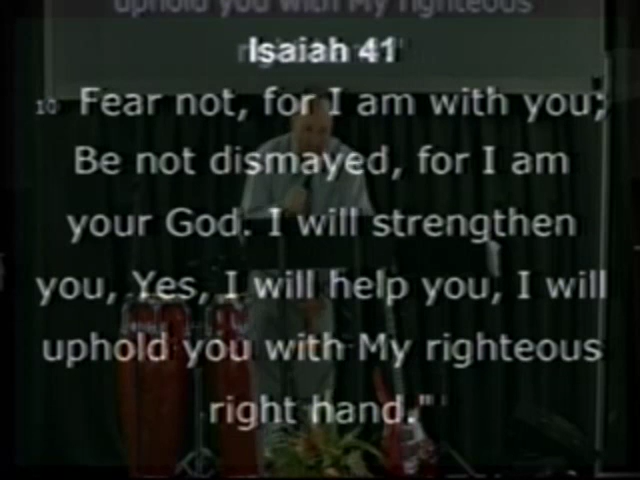 uphold you with My righteous
Isaiah 41
10 Fear not, for I am with you;
Be not dismayed, for I am
your God. I will strengthen
you, Yes, I will help you, I will
uphold you with My righteous
right hand."